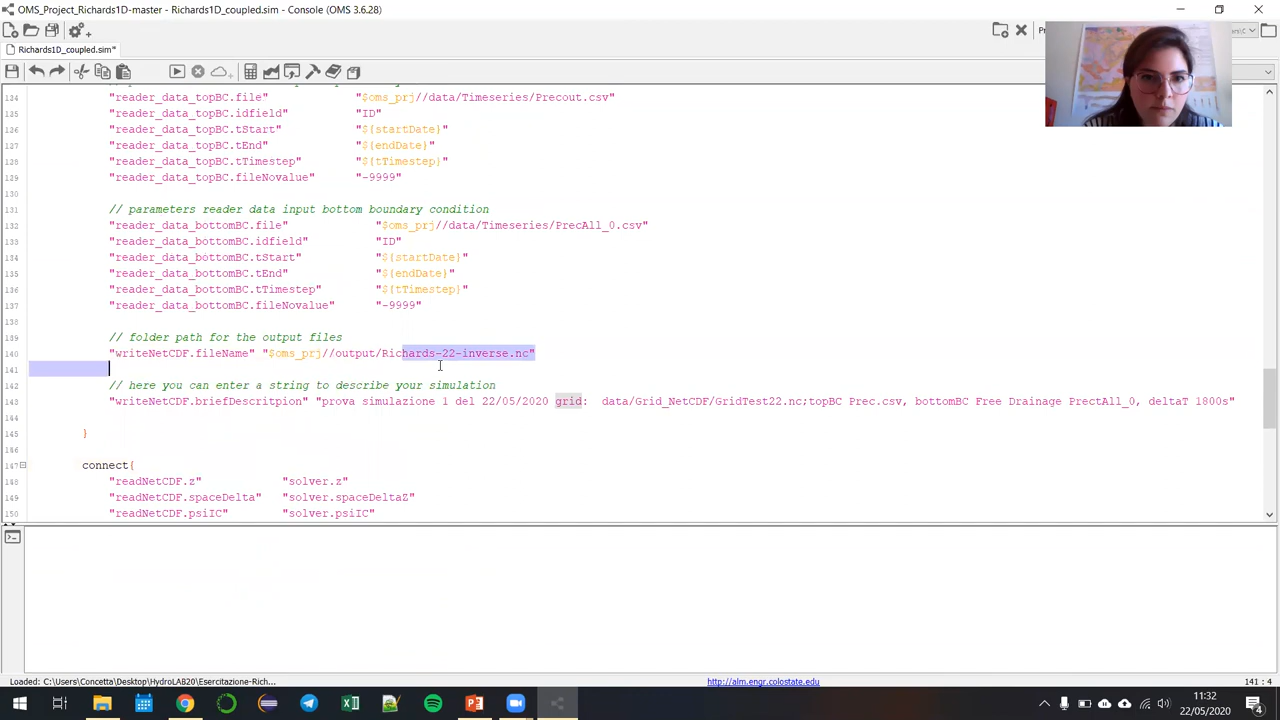 OMS_Project_Richards1D-master - Richards1D_coupled.sim - Console (OMS 3.6.28)
Richards1D_coupled.sim*
"reader_data_topBC.file" "$oms_prj//data/Timeseries/Precout.csv"
125 "reader_data_topBC.idfield" "ID"
126 "reader_data_topBC.tStart" "${startDate}"
127 "reader_data_topBC.tEnd" "${endDate}"
128 "reader_data_topBC.tTimestep" "${tTimestep}"
129 "reader_data_topBC.fileNovalue" "-9999"
130
131 // parameters reader data input bottom boundary condition
132 "reader_data_bottomBC.file" "$oms_prj//data/Timeseries/PrecAll_0.csv"
133 "reader_data_bottomBC.idfield" "ID"
134 "reader_data_bottomBC.tStart" "${startDate}"
135 "reader_data_bottomBC.tEnd" "${endDate}"
136 "reader_data_bottomBC.tTimestep" "${tTimestep}"
137 "reader_data_bottomBC.fileNovalue" "-9999"
138
139 // folder path for the output files
140 "writeNetCDF.fileName" "$oms_prj//output/Richards-22-inverse.nc"
141
142 // here you can enter a string to describe your simulation
143 "writeNetCDF.briefDescritpion" "prova simulazione 1 del 22/05/2020 grid: data/Grid_NetCDF/GridTest22.nc;topBC Prec.csv, bottomBC Free Drainage PrectAll_0, deltaT 1800s"
144
145 }
146
147 connect{
148 "readNetCDF.z" "solver.z"
149 "readNetCDF.spaceDelta" "solver.spaceDeltaZ"
150 "readNetCDF.psiIC" "solver.psiIC"
Loaded: C:\Users\Concetta\Desktop\HydroLAB20\Esercitazione-Rich...
http://alm.engr.colostate.edu
141 : 4
11:32
22/05/2020